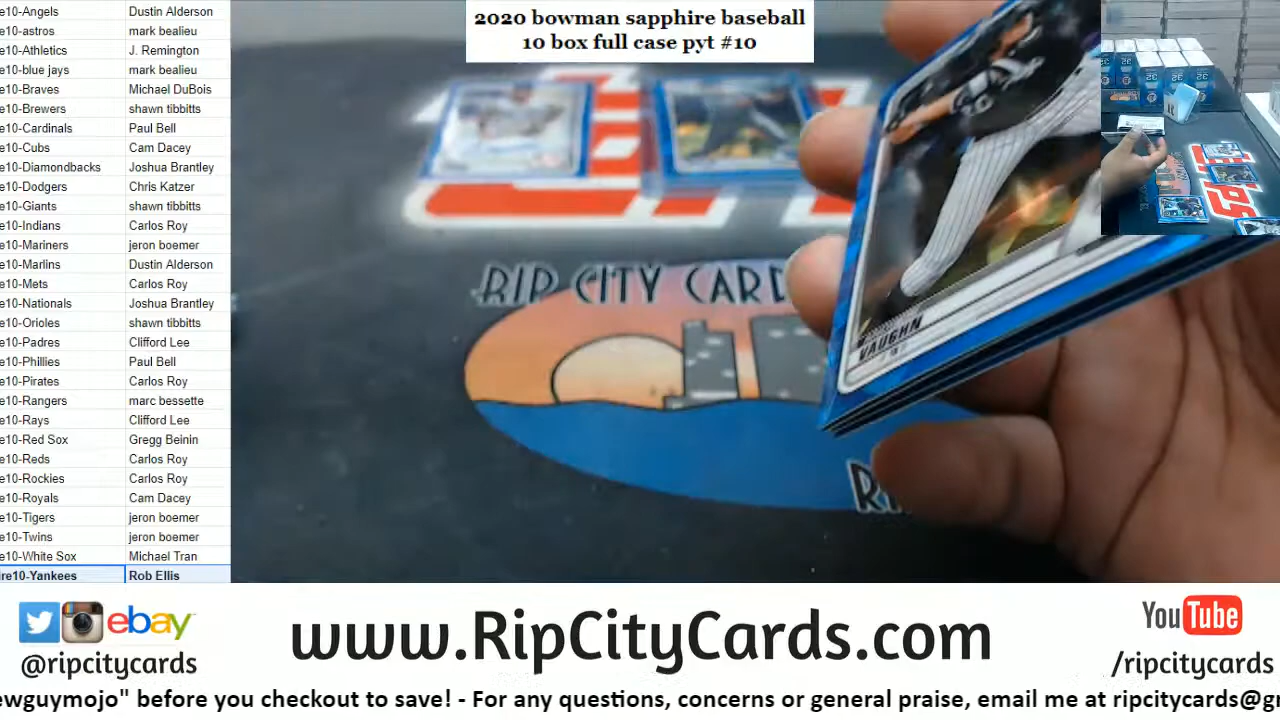 2020 bowman sapphire baseball
10 box full case pyt #10
e10-Angels Dustin Alderson
e10-astros mark bealieu
e10-Athletics J. Remington
e10-blue jays mark bealieu
e10-Braves Michael DuBois
e10-Brewers shawn tibbitts
e10-Cardinals Paul Bell
e10-Cubs Cam Dacey
e10-Diamondbacks Joshua Brantley
e10-Dodgers Chris Katzer
e10-Giants shawn tibbitts
e10-Indians Carlos Roy
e10-Mariners jeron boemer
e10-Marlins Dustin Alderson
e10-Mets Carlos Roy
e10-Nationals Joshua Brantley
e10-Orioles shawn tibbitts
e10-Padres Clifford Lee
e10-Phillies Paul Bell
e10-Pirates Carlos Roy
e10-Rangers marc bessette
e10-Rays Clifford Lee
e10-Red Sox Gregg Beinin
e10-Reds Carlos Roy
e10-Rockies Carlos Roy
e10-Royals Cam Dacey
e10-Tigers jeron boemer
e10-Twins jeron boemer
e10-White Sox Michael Tran
ire10-Yankees Rob Ellis
RIP CITY CARD
VAUGHN
ebay
@ripcitycards
www.RipCityCards.com
YouTube
/ripcitycards
ewguymojo" before you checkout to save! - For any questions, concerns or general praise, email me at ripcitycards@g